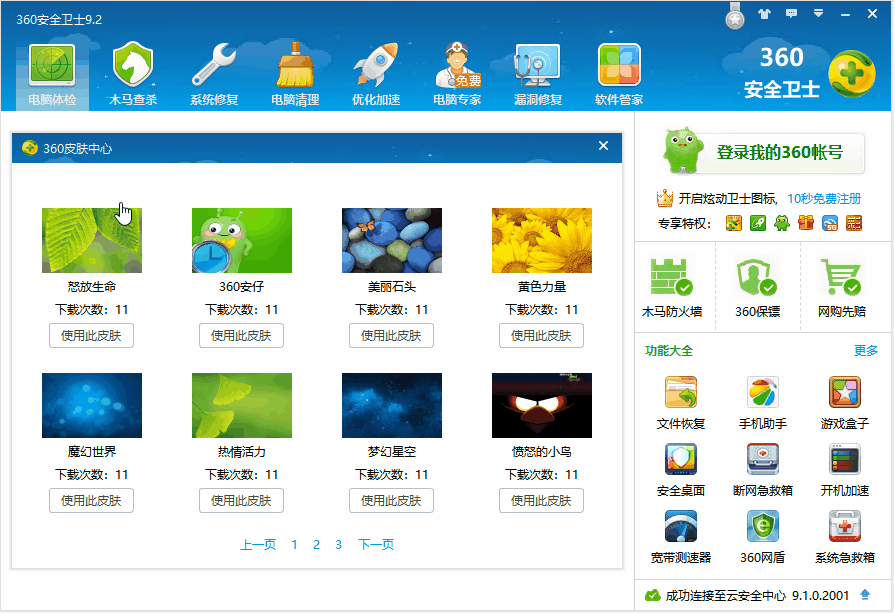 360安全卫士9.2
电脑体检 木马查杀 系统修复 电脑清理 优化加速 免费 电脑专家 漏洞修复 软件管家
360
安全卫士
360皮肤中心
怒放生命 360安仔 美丽石头 黄色力量
下载次数：11 下载次数：11 下载次数：11 下载次数：11
使用此皮肤 使用此皮肤 使用此皮肤 使用此皮肤
魔幻世界 热情活力 梦幻星空 愤怒的小鸟
下载次数：11 下载次数：11 下载次数：11 下载次数：11
使用此皮肤 使用此皮肤 使用此皮肤 使用此皮肤
上一页 1 2 3 下一页
登录我的360帐号
开启炫动卫士图标，10秒免费注册
专享特权： 5G
木马防火墙 360保镖 网购先赔
功能大全 更多
文件恢复 手机助手 游戏盒子
安全桌面 断网急救箱 开机加速
宽带测速器 360网盾 系统急救箱
成功连接至云安全中心 9.1.0.2001